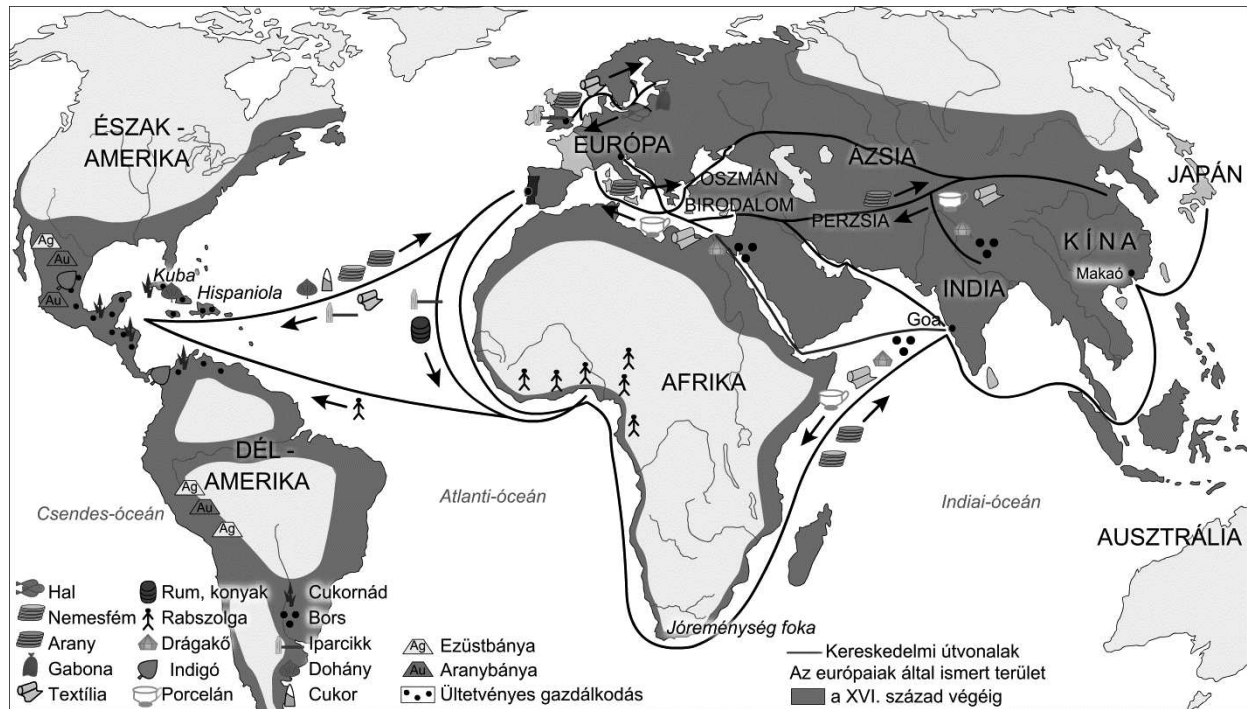 ÉSZAK -
AMERIKA
Ag
Au
Au
Kuba
Hispaniola
DÉL -
AMERIKA
Ag
Au
Ag
Csendes-óceán
Atlanti-óceán
EURÓPA
OSZMÁN
BIRODALOM
ÁZSIA
PERZSIA
JAPÁN
KÍNA
Makaó
INDIA
Goa
AFRIKA
Indiai-óceán
AUSZTRÁLIA
Jóreménység foka
Hal
Nemesfém
Arany
Gabona
Textília
Rum, konyak
Rabszolga
Drágakő
Indigó
Porcelán
Cukornád
Bors
Iparcikk
Dohány
Cukor
Ag Ezüstbánya
Au Aranybánya
Ültetvényes gazdálkodás
Kereskedelmi útvonalak
Az európaiak által ismert terület
a XVI. század végéig